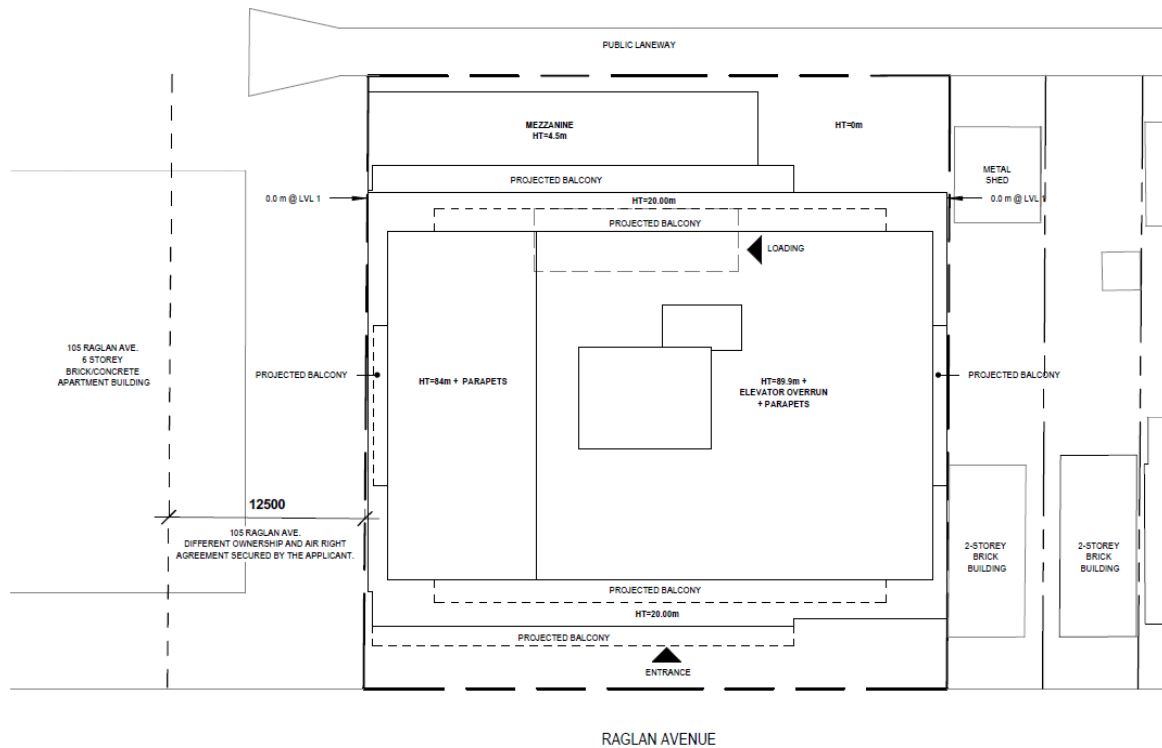 PUBLIC LANEWAY
MEZZANINE
HT=4.5m
HT=0m
METAL
SHED
PROJECTED BALCONY
0.0 m @ LVL 1
HT=20.00m
0.0 m @ LVL 1
PROJECTED BALCONY
LOADING
105 RAGLAN AVE.
6 STOREY
BRICK/CONCRETE
APARTMENT BUILDING
PROJECTED BALCONY
HT=84m + PARAPETS
HT=89.9m +
ELEVATOR OVERRUN
+ PARAPETS
PROJECTED BALCONY
12500
105 RAGLAN AVE.
DIFFERENT OWNERSHIP AND AIR RIGHT
AGREEMENT SECURED BY THE APPLICANT.
2-STOREY
BRICK
BUILDING
2-STOREY
BRICK
BUILDING
PROJECTED BALCONY
HT=20.00m
PROJECTED BALCONY
ENTRANCE
RAGLAN AVENUE